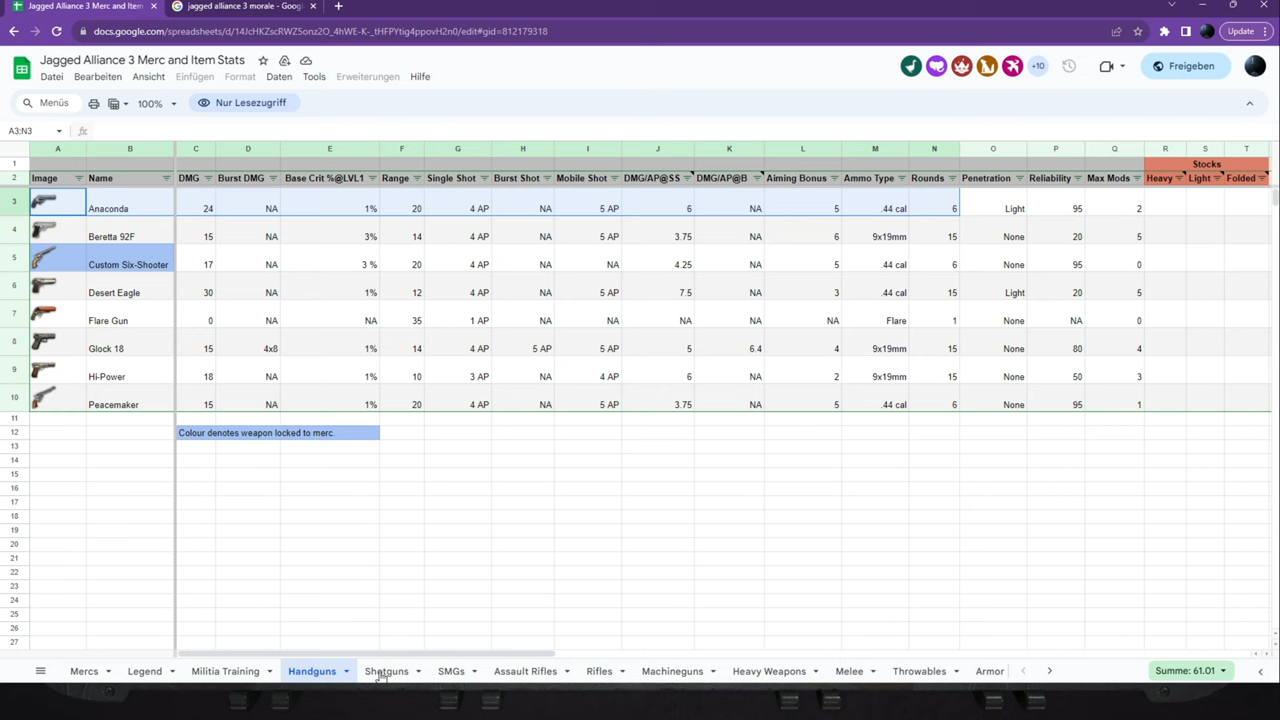 Jagged Alliance 3 Merc and Item S
jagged alliance 3 morale - Googl
docs.google.com/spreadsheets/d/14JcHKZscRWZ5onz2O_4hWE-K-_tHFPYtig4ppovH2n0/edit#gid=812179318
Update
Jagged Alliance 3 Merc and Item Stats
Datei Bearbeiten Ansicht Einfügen Format Daten Tools Erweiterungen Hilfe
+10
Freigeben
Menüs 100% Nur Lesezugriff
A3:N3 fx
A B C D E F G H I J K L M N O P Q R S T
1 Stocks
2 Image Name DMG Burst DMG Base Crit %@LVL1 Range Single Shot Burst Shot Mobile Shot DMG/AP@SS DMG/AP@B Aiming Bonus Ammo Type Rounds Penetration Reliability Max Mods Heavy Light Folded
3 Anaconda 24 NA 1% 20 4 AP NA 5 AP 6 NA 5 .44 cal 6 Light 95 2
4 Beretta 92F 15 NA 3% 14 4 AP NA 5 AP 3.75 NA 6 9x19mm 15 None 20 5
5 Custom Six-Shooter 17 NA 3 % 20 4 AP NA NA 4.25 NA 5 .44 cal 6 None 95 0
6 Desert Eagle 30 NA 1% 12 4 AP NA 5 AP 7.5 NA 3 .44 cal 15 Light 20 5
7 Flare Gun 0 NA NA 35 1 AP NA NA NA NA NA Flare 1 None NA 0
8 Glock 18 15 4x8 1% 14 4 AP 5 AP 5 AP 5 6.4 4 9x19mm 15 None 80 4
9 Hi-Power 18 NA 1% 10 3 AP NA 4 AP 6 NA 2 9x19mm 15 None 50 3
10 Peacemaker 15 NA 1% 20 4 AP NA 5 AP 3.75 NA 5 .44 cal 6 None 95 1
11
12 Colour denotes weapon locked to merc.
13
14
15
16
17
18
19
20
21
22
23
24
25
26
27
Mercs Legend Militia Training Handguns Shotguns SMGs Assault Rifles Rifles Machineguns Heavy Weapons Melee Throwables Armor Summe: 61.01